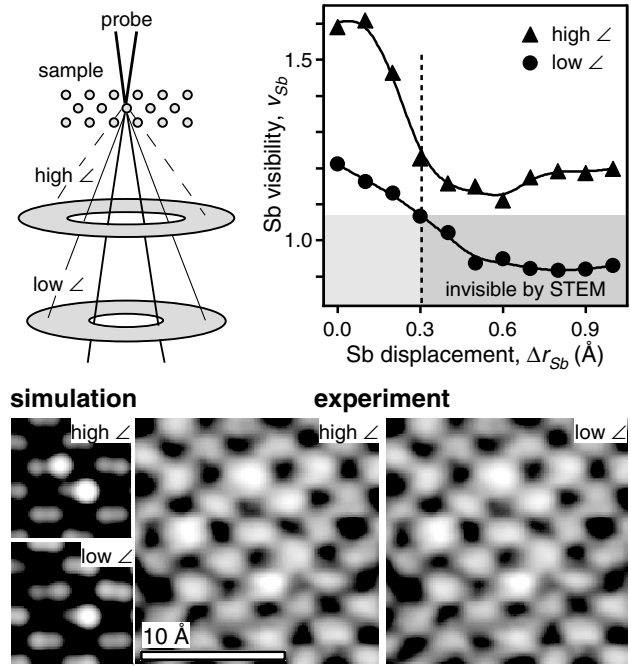 probe
sample
high ∠
low ∠
Sb visibility, v_Sb
1.6
1.0
high ∠
low ∠
invisible by STEM
0.0 0.3 0.6 0.9
Sb displacement, Δr_Sb (Å)
simulation
experiment
high ∠
low ∠
high ∠
low ∠
10 Å